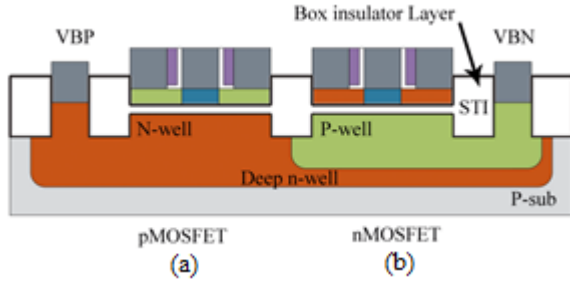 Box insulator Layer
VBP
VBN
STI
N-well
P-well
Deep n-well
P-sub
pMOSFET
nMOSFET
(a)
(b)